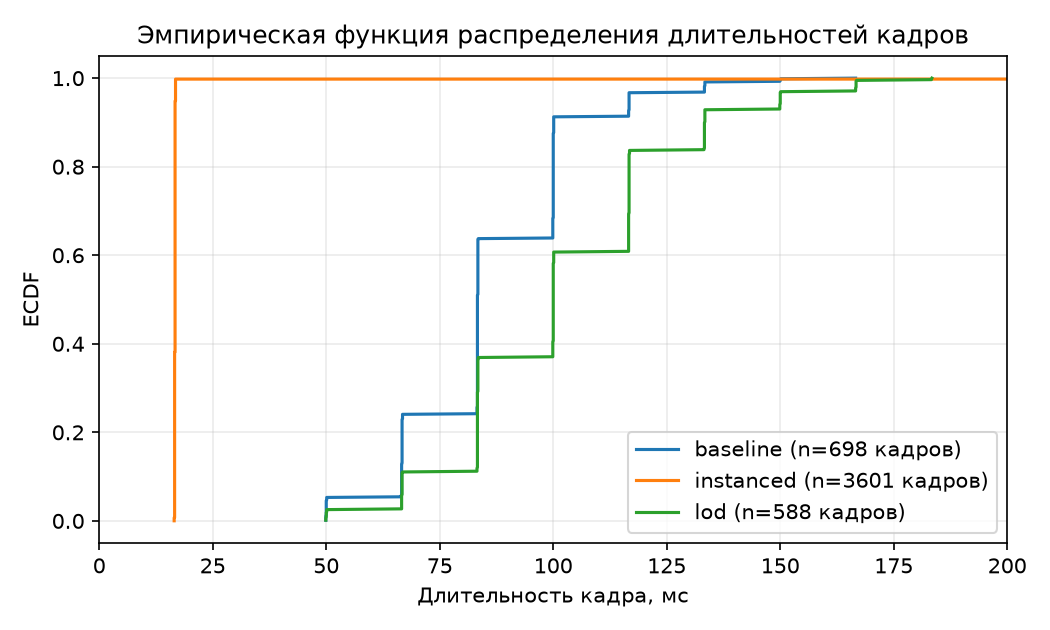 Эмпирическая функция распределения длительностей кадров
1.0
0.8
0.6
0.4
0.2
0.0
ECDF
baseline (n=698 кадров)
instanced (n=3601 кадров)
lod (n=588 кадров)
0 25 50 75 100 125 150 175 200
Длительность кадра, мс